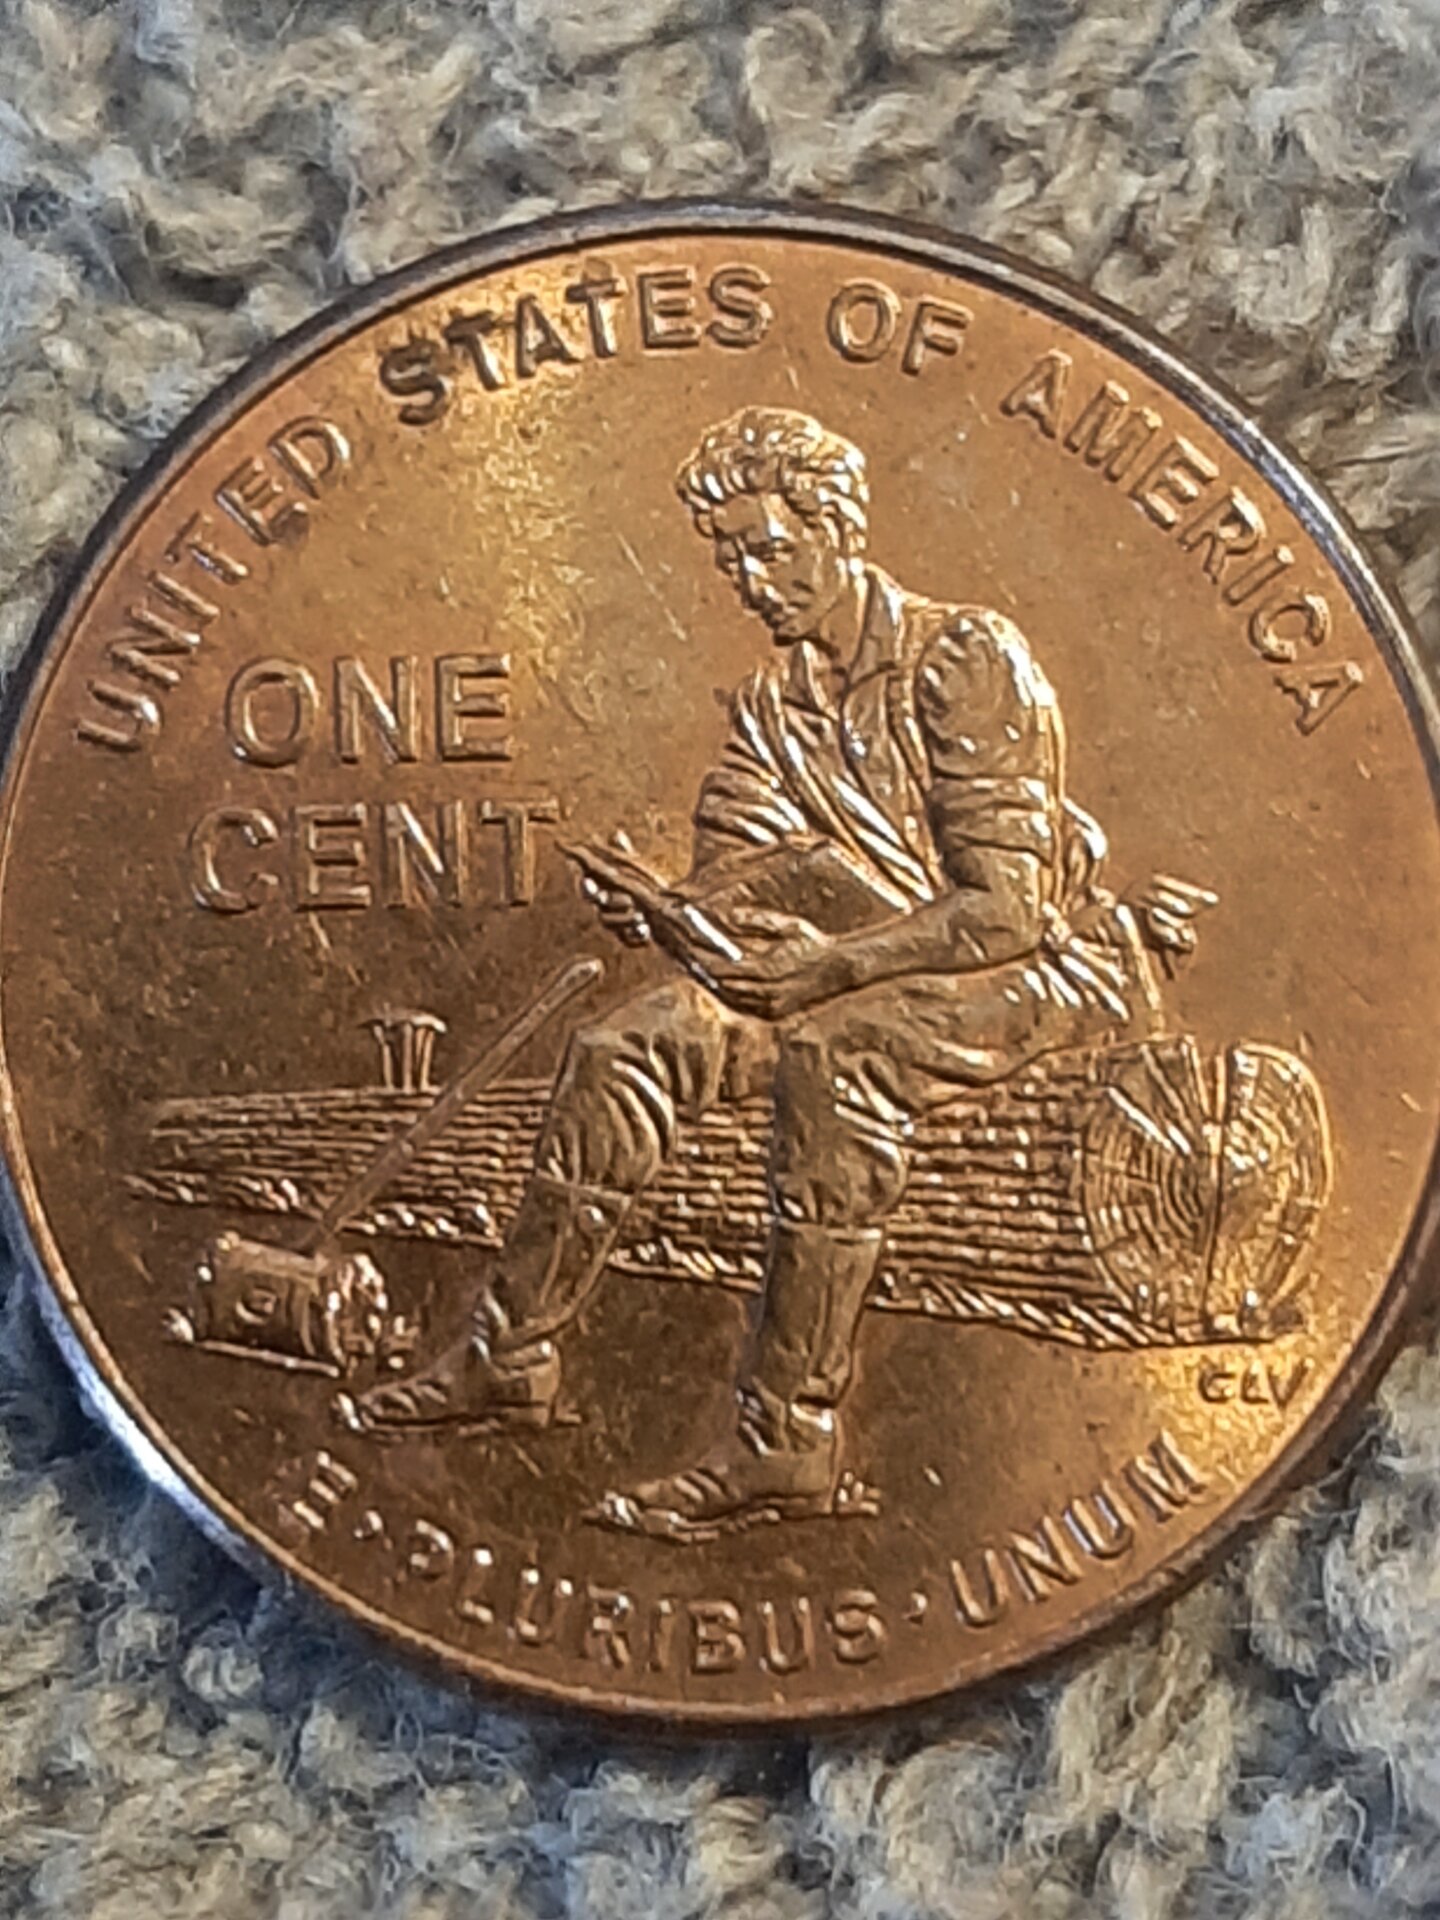 UNITED STATES OF AMERICA
ONE
CENT
CLV
E·PLURIBUS·UNUM